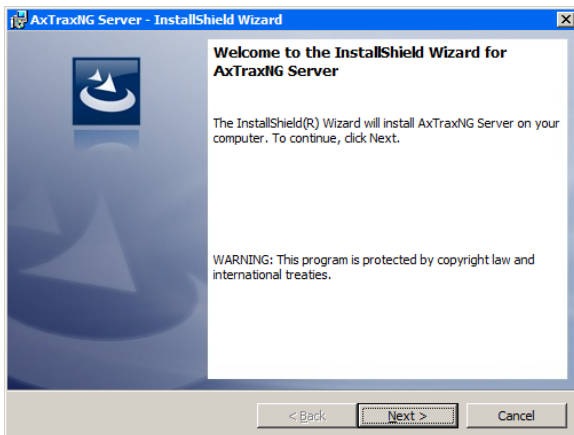 AxTraxNG Server - InstallShield Wizard
Welcome to the InstallShield Wizard for
AxTraxNG Server
The InstallShield(R) Wizard will install AxTraxNG Server on your
computer. To continue, click Next.
WARNING: This program is protected by copyright law and
international treaties.
< Back
Next >
Cancel